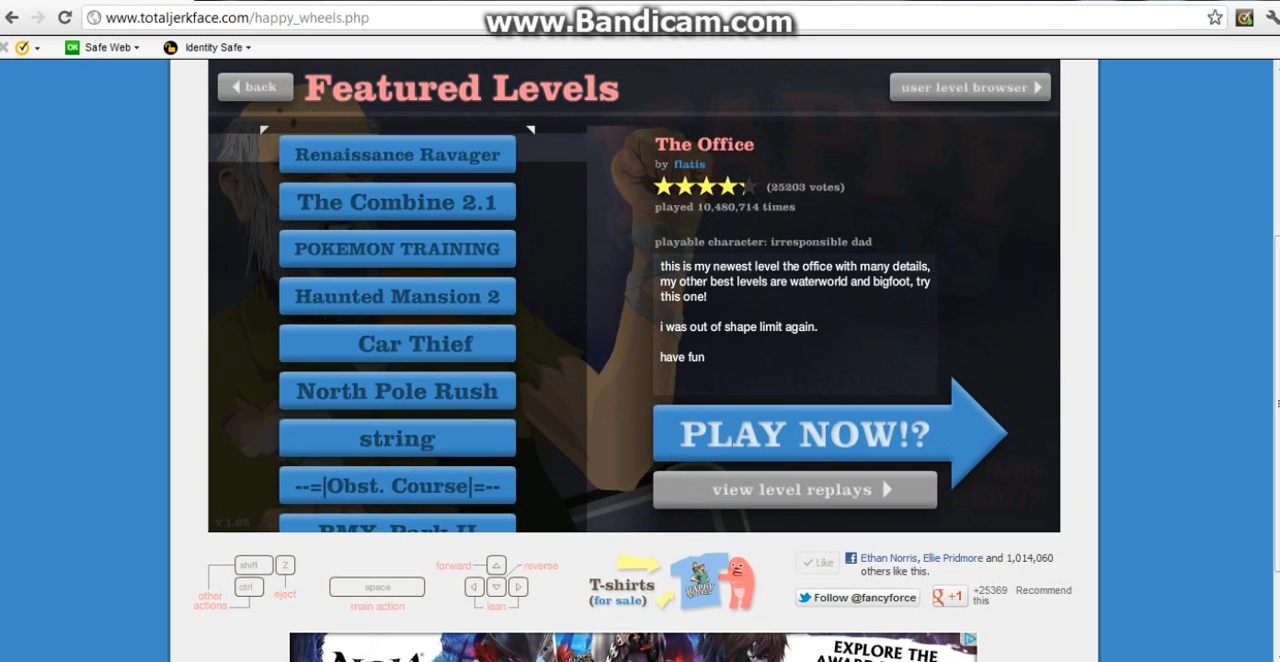 www.totaljerkface.com/happy_wheels.php
www.Bandicam.com
OK Safe Web
Identity Safe
back
Featured Levels
user level browser
Renaissance Ravager
The Combine 2.1
POKEMON TRAINING
Haunted Mansion 2
Car Thief
North Pole Rush
string
--=|Obst. Course|=--
BMX Park II
v 1.65
The Office
by flatis
(25203 votes)
played 10,480,714 times
playable character: irresponsible dad
this is my newest level the office with many details,
my other best levels are waterworld and bigfoot, try
this one!
i was out of shape limit again.
have fun
PLAY NOW!?
view level replays
shift
Z
ctrl
other
actions
eject
space
main action
forward
reverse
lean
T-shirts
(for sale)
Like
Ethan Norris, Ellie Pridmore and 1,014,060
others like this.
Follow @fancyforce
+1
+25369 Recommend
this
EXPLORE THE